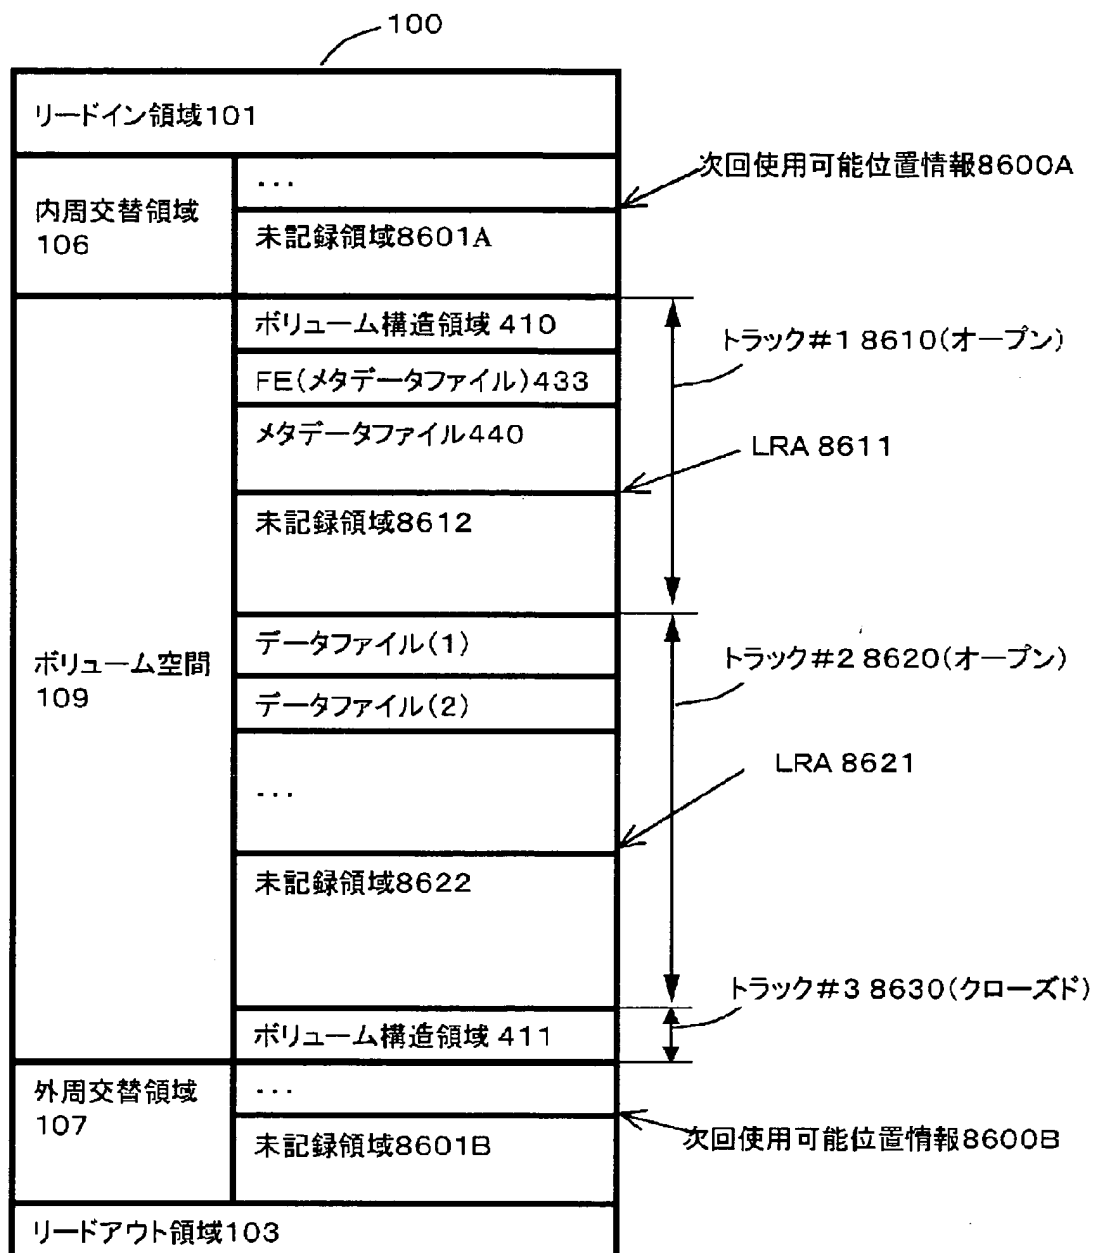 100
リードイン領域101
内周交替領域
106
...
未記録領域8601A
次回使用可能位置情報8600A
ボリューム空間
109
ボリューム構造領域 410
FE(メタデータファイル)433
メタデータファイル440
未記録領域8612
トラック#1 8610(オープン)
LRA 8611
データファイル(1)
データファイル(2)
...
未記録領域8622
トラック#2 8620(オープン)
LRA 8621
ボリューム構造領域 411
トラック#3 8630(クローズド)
外周交替領域
107
...
未記録領域8601B
次回使用可能位置情報8600B
リードアウト領域103